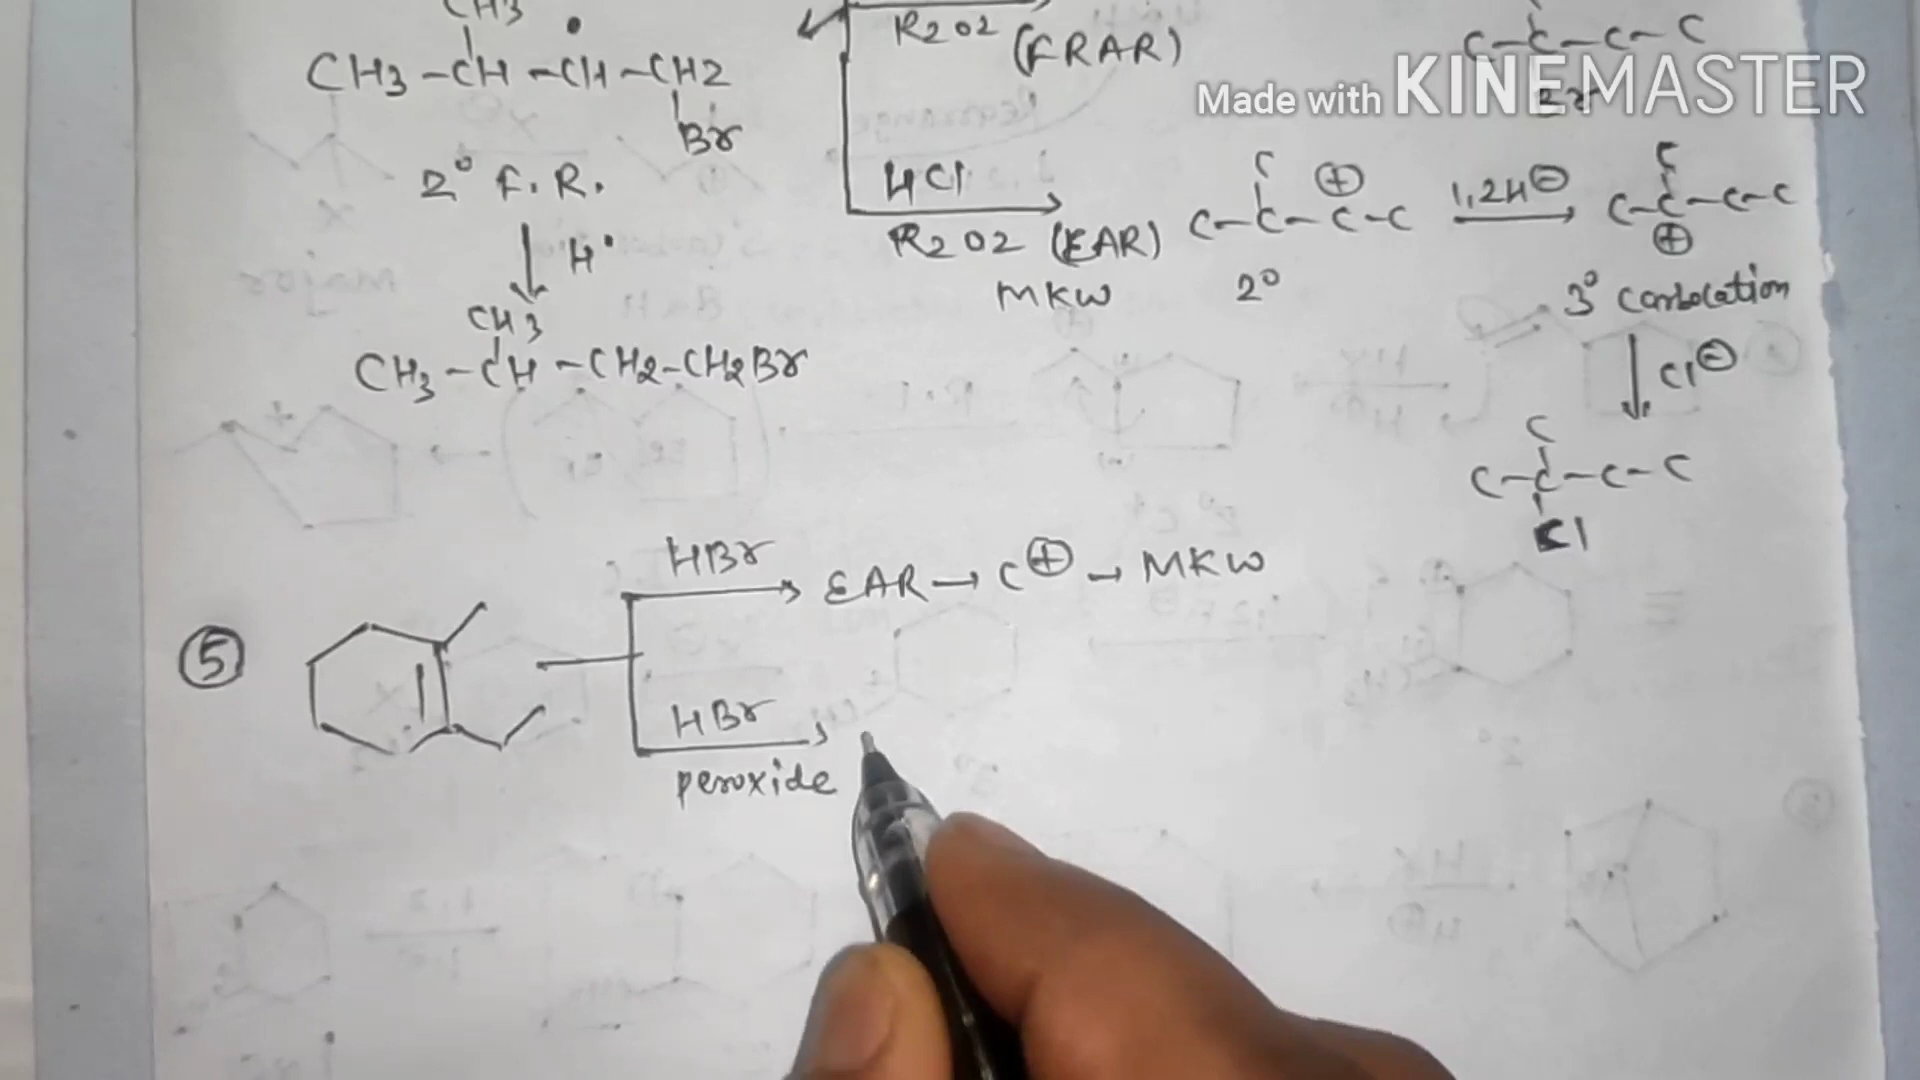 CH3
CH3-CH-CH-CH2
Br
2° F.R.
H•
CH3
CH3-CH-CH2-CH2Br
R2O2 (FRAR)
C-C-C-C
Br
Made with KINEMASTER
HCl
R2O2 (EAR)
MKW
C
C-C-C-C
⊕
2°
1,2H⊖
C
C-C-C-C
⊕
3° carbocation
Cl⊖
C
C-C-C-C
Cl
5
HBr
EAR → C⊕ → MKW
HBr
peroxide